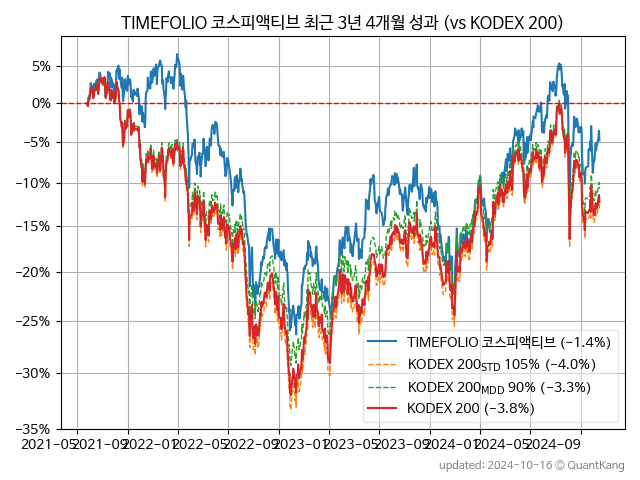 TIMEFOLIO 코스피액티브 최근 3년 4개월 성과 (vs KODEX 200)
5%
0%
−5%
−10%
−15%
−20%
−25%
−30%
−35%
TIMEFOLIO 코스피액티브 (−1.4%)
KODEX 200STD 105% (−4.0%)
KODEX 200MDD 90% (−3.3%)
KODEX 200 (−3.8%)
2021-05 2021-09 2022-01 2022-05 2022-09 2023-01 2023-05 2023-09 2024-01 2024-05 2024-09
updated: 2024-10-16 © QuantKang